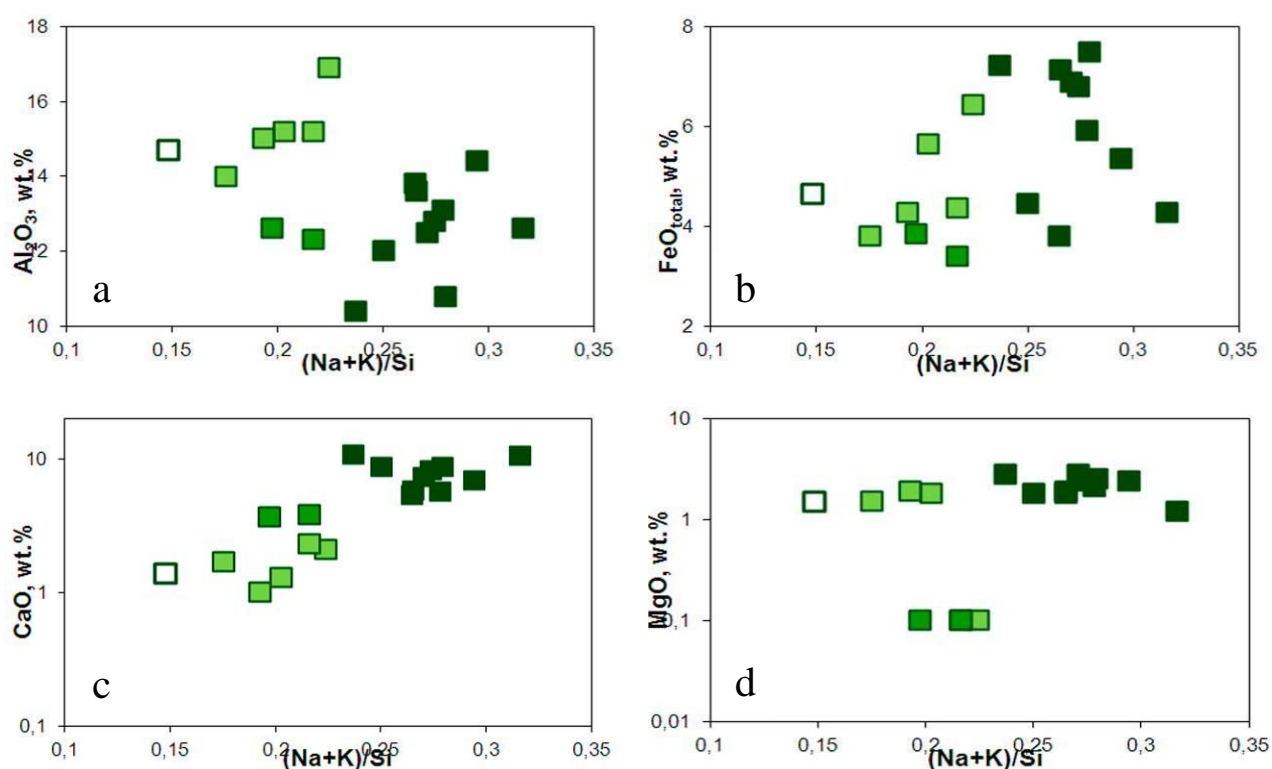 18
16
14
12
10
Al₂O₃, wt.%
a
0,1 0,15 0,2 0,25 0,3 0,35
(Na+K)/Si
8
6
4
2
FeO_total, wt.%
b
0,1 0,15 0,2 0,25 0,3 0,35
(Na+K)/Si
10
1
0,1
CaO, wt.%
c
0,1 0,15 0,2 0,25 0,3 0,35
(Na+K)/Si
10
1
0,1
0,01
MgO, wt.%
d
0,1 0,15 0,2 0,25 0,3 0,35
(Na+K)/Si